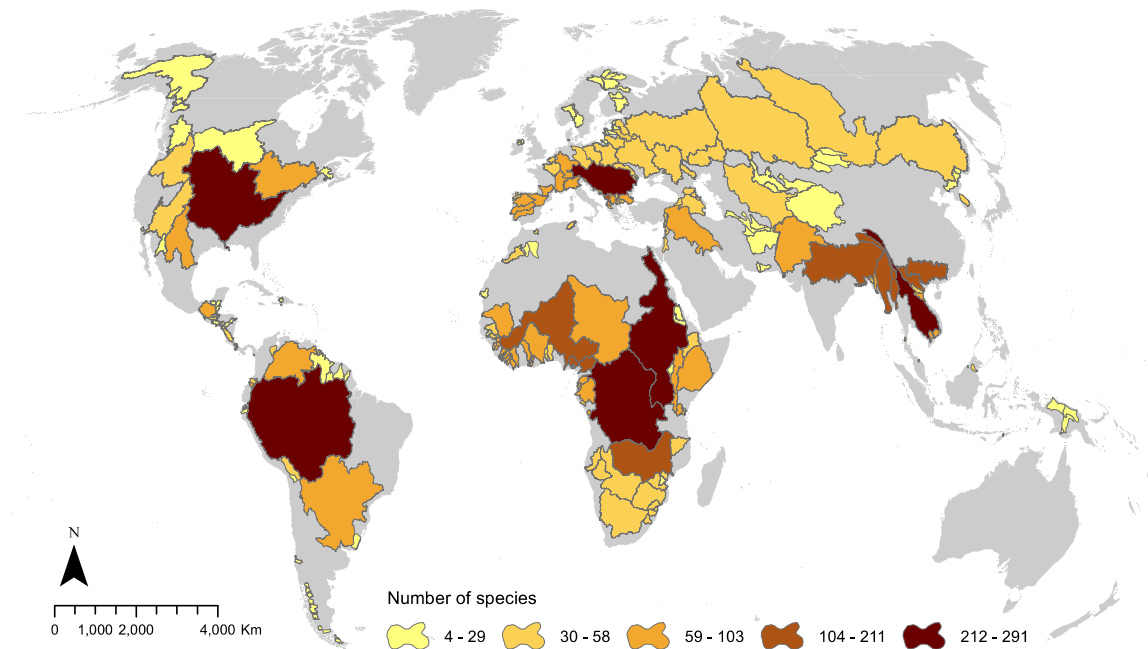 N
0 1,000 2,000 4,000 Km
Number of species
4 - 29 30 - 58 59 - 103 104 - 211 212 - 291